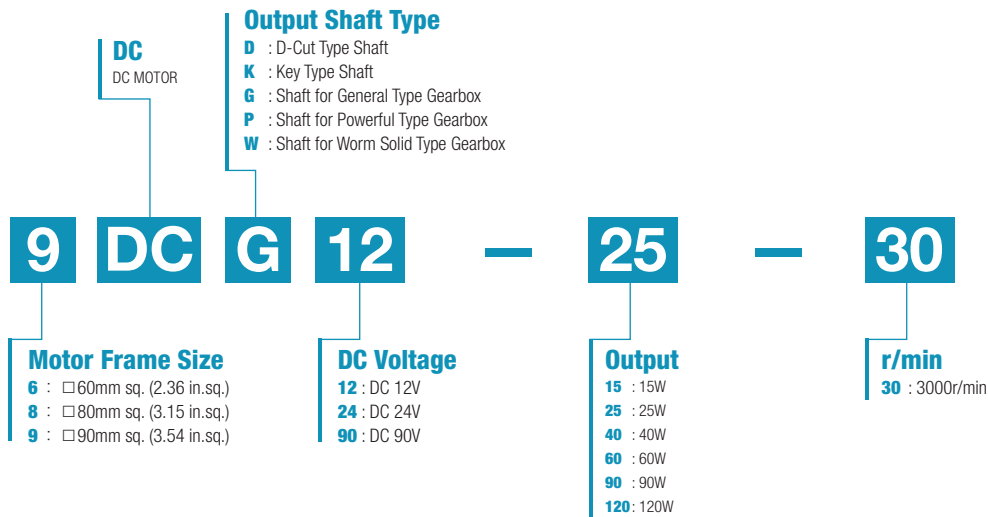 DC
DC MOTOR
Output Shaft Type
D : D-Cut Type Shaft
K : Key Type Shaft
G : Shaft for General Type Gearbox
P : Shaft for Powerful Type Gearbox
W : Shaft for Worm Solid Type Gearbox
9 DC G 12 — 25 — 30
Motor Frame Size
6 : □60mm sq. (2.36 in.sq.)
8 : □80mm sq. (3.15 in.sq.)
9 : □90mm sq. (3.54 in.sq.)
DC Voltage
12 : DC 12V
24 : DC 24V
90 : DC 90V
Output
15 : 15W
25 : 25W
40 : 40W
60 : 60W
90 : 90W
120 : 120W
r/min
30 : 3000r/min